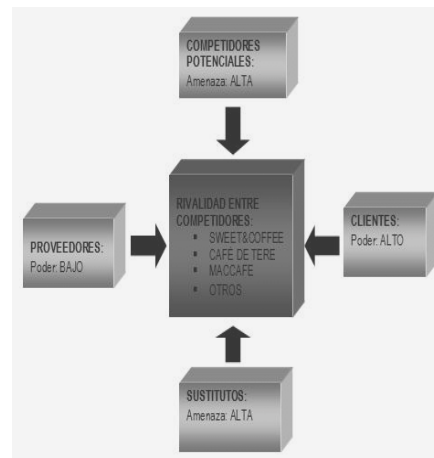 COMPETIDORES
POTENCIALES:
Amenaza: ALTA
RIVALIDAD ENTRE
COMPETIDORES:
▪ SWEET&COFFEE
▪ CAFÉ DE TERE
▪ MACCAFE
▪ OTROS
PROVEEDORES:
Poder: BAJO
CLIENTES:
Poder: ALTO
SUSTITUTOS:
Amenaza: ALTA